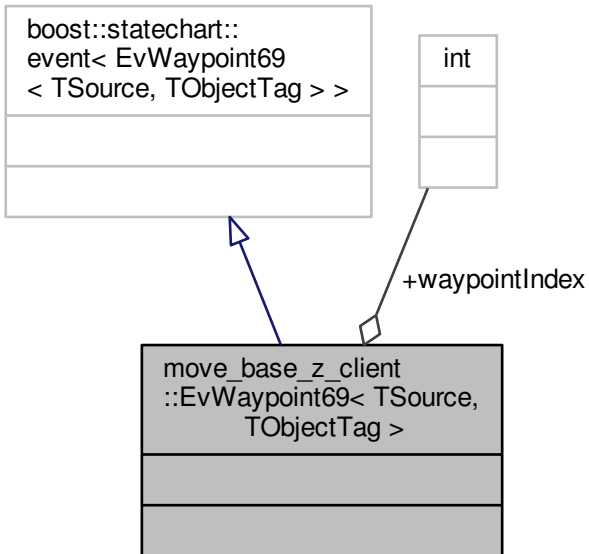 boost::statechart::
event< EvWaypoint69
< TSource, TObjectTag > >
int
+waypointIndex
move_base_z_client
::EvWaypoint69< TSource,
TObjectTag >